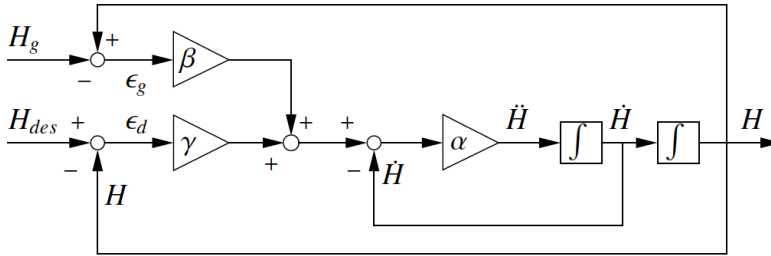 H_g
+
−
ϵ_g
β
H_des
+
−
ϵ_d
γ
+
+
+
−
Ḣ
α
Ḧ
∫
Ḣ
∫
H
H